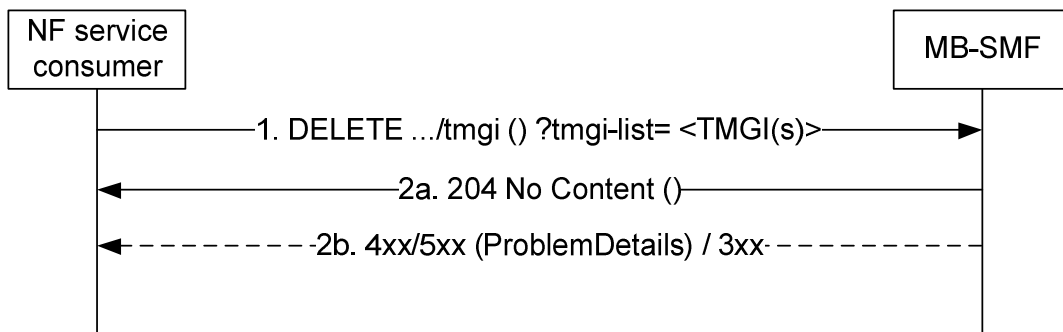 NF service
consumer
MB-SMF
1. DELETE .../tmgi () ?tmgi-list= <TMGI(s)>
2a. 204 No Content ()
2b. 4xx/5xx (ProblemDetails) / 3xx